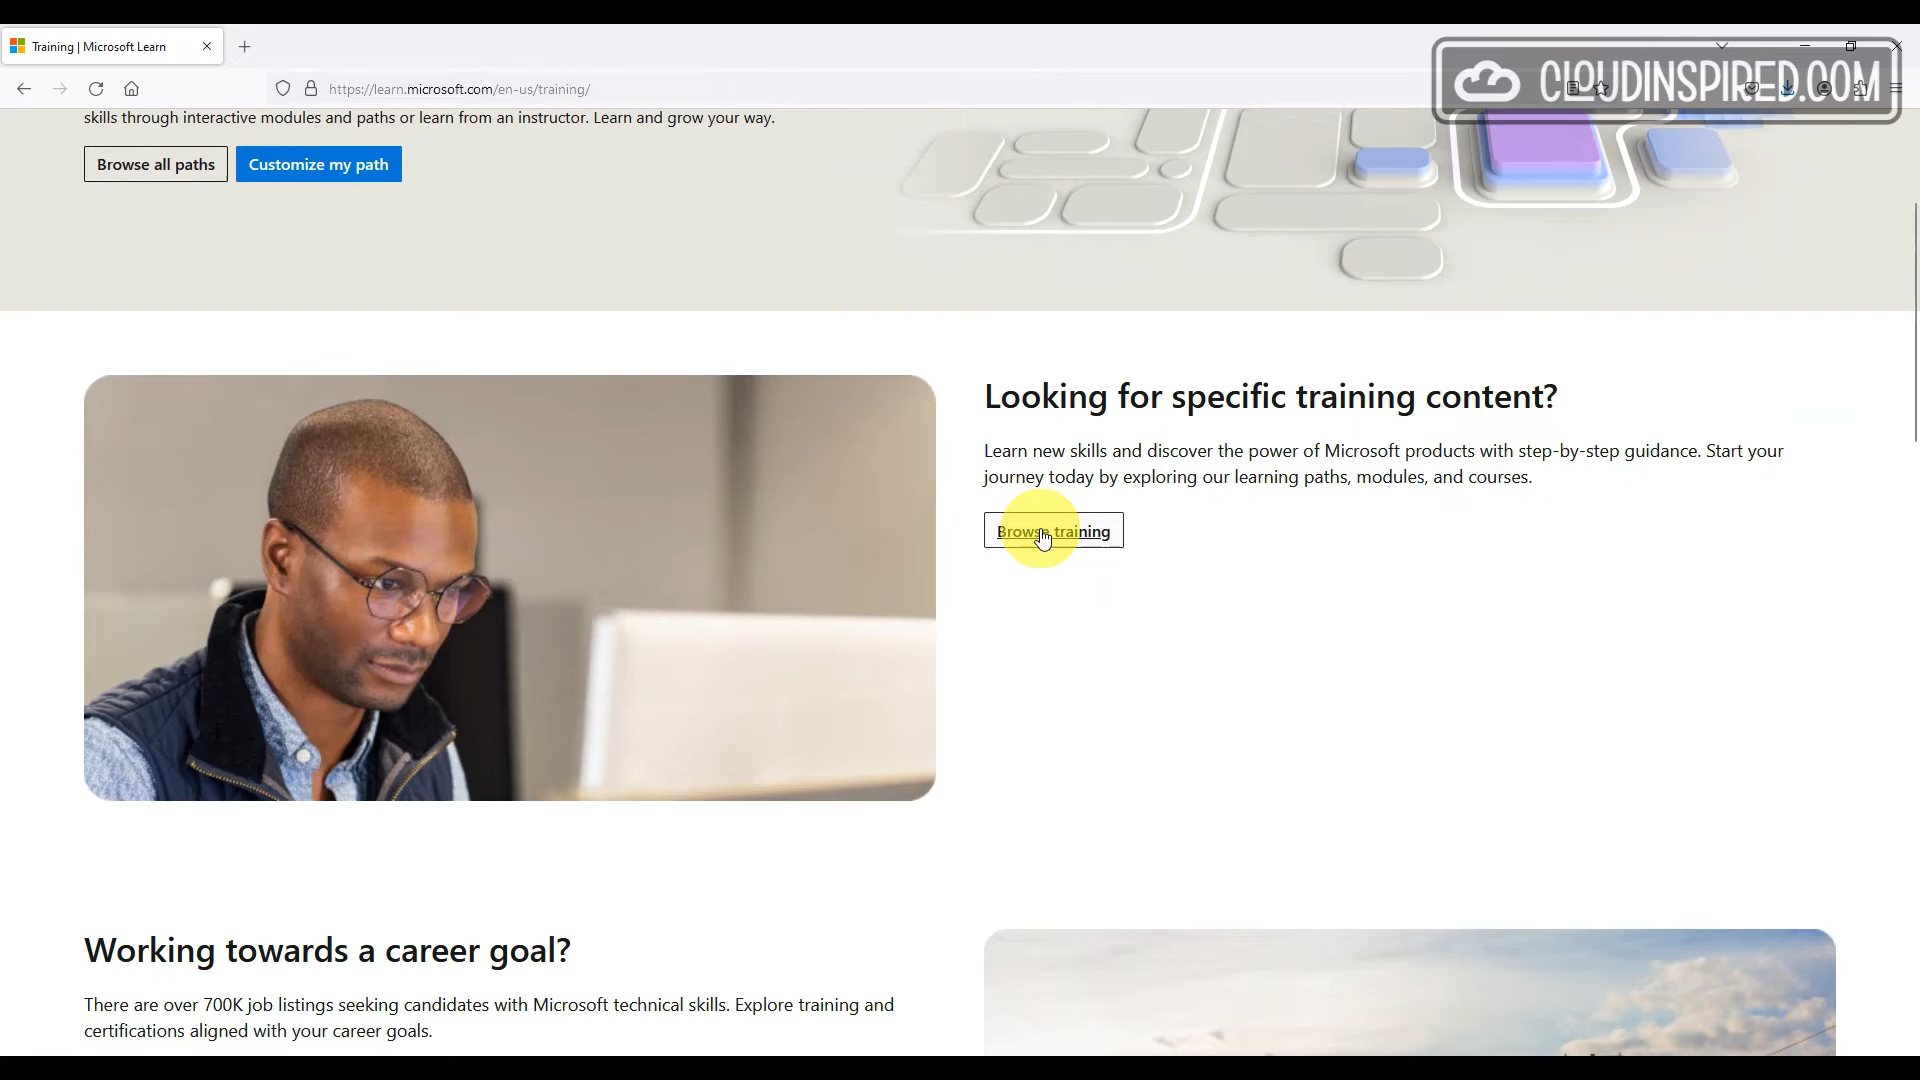 Training | Microsoft Learn
https://learn.microsoft.com/en-us/training/
CLOUDINSPIRED.COM
skills through interactive modules and paths or learn from an instructor. Learn and grow your way.
Browse all paths
Customize my path
Looking for specific training content?
Learn new skills and discover the power of Microsoft products with step-by-step guidance. Start your
journey today by exploring our learning paths, modules, and courses.
Browse training
Working towards a career goal?
There are over 700K job listings seeking candidates with Microsoft technical skills. Explore training and
certifications aligned with your career goals.